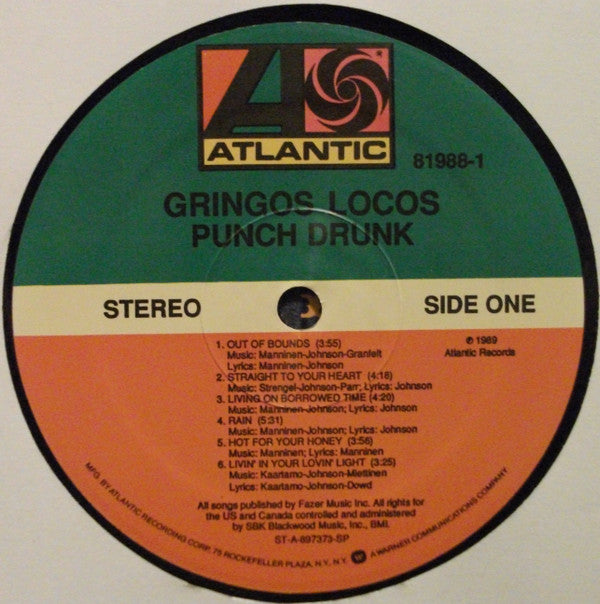 ATLANTIC
81988-1
GRINGOS LOCOS
PUNCH DRUNK
STEREO
SIDE ONE
1. OUT OF BOUNDS (3:55)
Music: Manninen-Johnson-Granfelt
Lyrics: Manninen-Johnson
2. STRAIGHT TO YOUR HEART (4:18)
Music: Strengel-Johnson-Parr; Lyrics: Johnson
3. LIVING ON BORROWED TIME (4:20)
Music: Manninen-Johnson; Lyrics: Johnson
4. RAIN (5:31)
Music: Manninen-Johnson; Lyrics: Johnson
5. HOT FOR YOUR HONEY (3:56)
Music: Manninen; Lyrics: Manninen
6. LIVIN' IN YOUR LOVIN' LIGHT (3:25)
Music: Kaartamo-Johnson-Miettinen
Lyrics: Kaartamo-Johnson-Dowd
℗ 1989
Atlantic Records
All songs published by Fazer Music Inc. All rights for
the US and Canada controlled and administered
by SBK Blackwood Music, Inc., BMI.
ST-A-897373-SP
MFG. BY ATLANTIC RECORDING CORP. 75 ROCKEFELLER PLAZA, N.Y., N.Y. A WARNER COMMUNICATIONS COMPANY